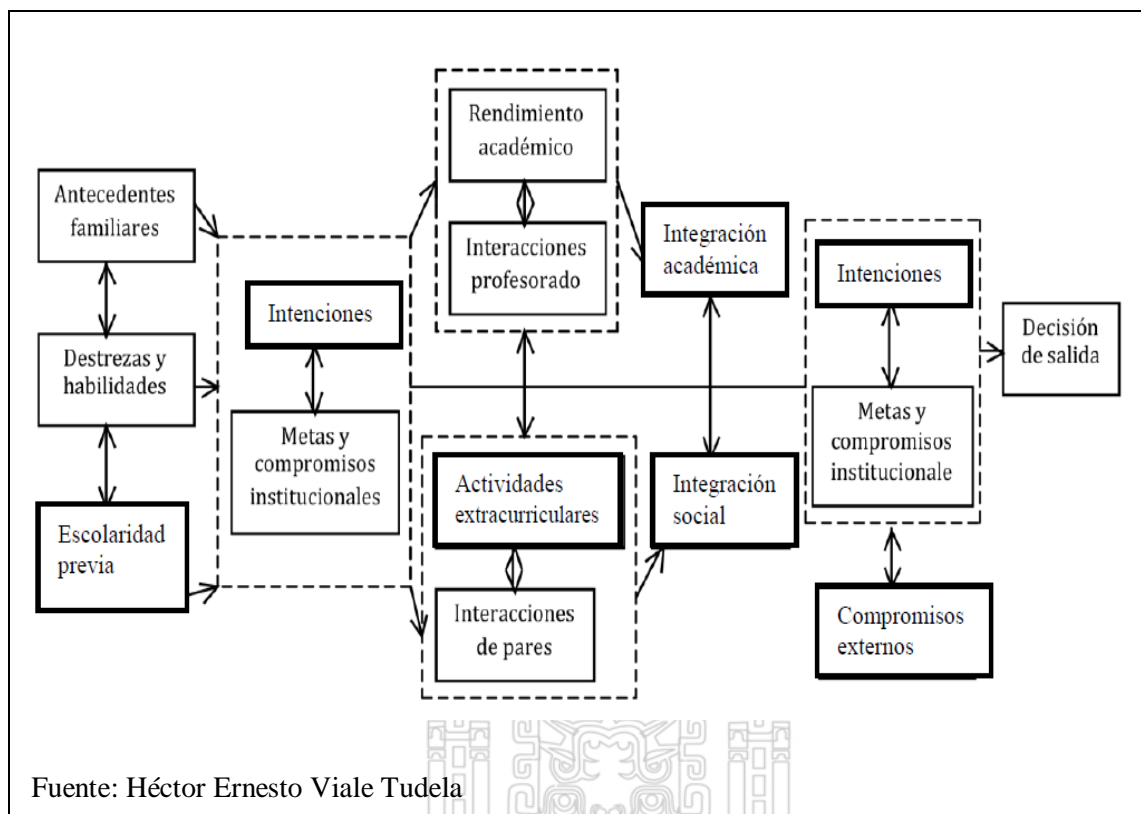 Antecedentes
familiares
Destrezas y
habilidades
Escolaridad
previa
Intenciones
Metas y
compromisos
institucionales
Rendimiento
académico
Interacciones
profesorado
Actividades
extracurriculares
Interacciones
de pares
Integración
académica
Integración
social
Intenciones
Metas y
compromisos
institucionale
Compromisos
externos
Decisión
de salida
Fuente: Héctor Ernesto Viale Tudela